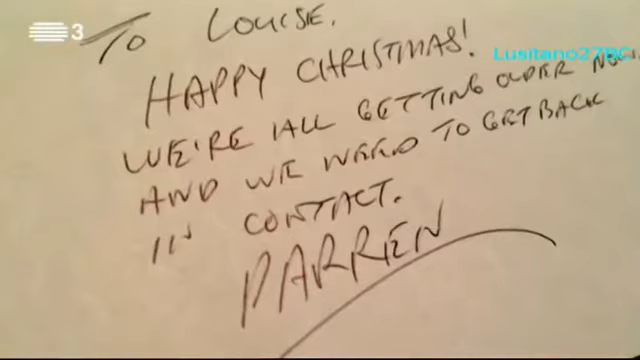 3
Lusitano27BC
TO LOUISE.
HAPPY CHRISTMAS!
WE'RE ALL GETTING OLDER NOW
AND WE NEED TO GET BACK
IN CONTACT.
DARREN